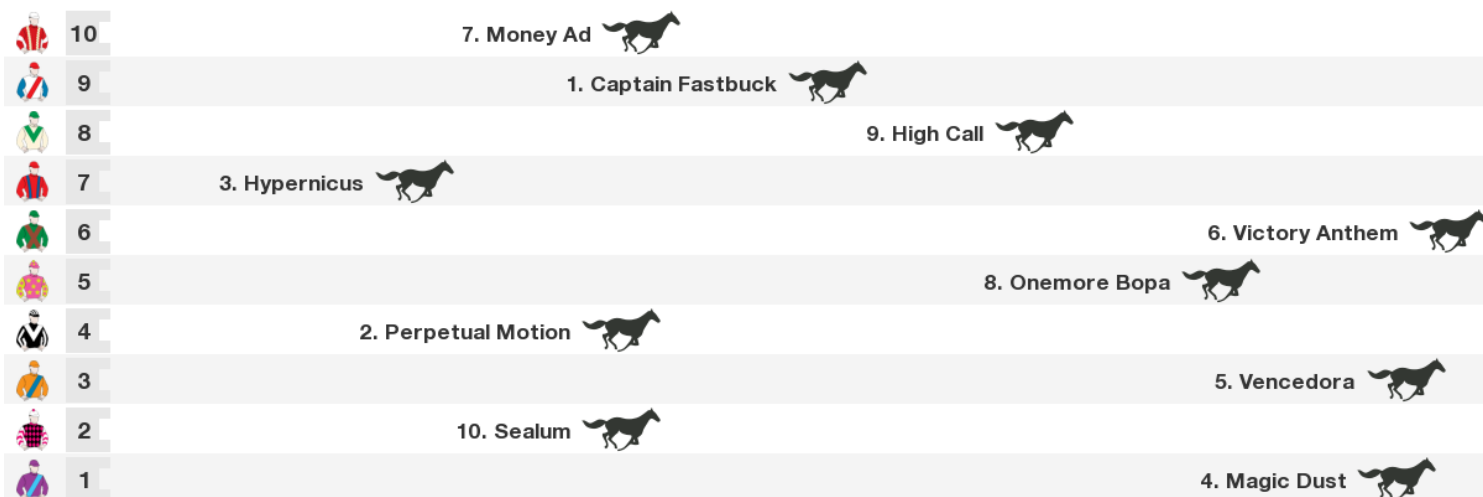 10 7. Money Ad
9 1. Captain Fastbuck
8 9. High Call
7 3. Hypernicus
6 6. Victory Anthem
5 8. Onemore Bopa
4 2. Perpetual Motion
3 5. Vencedora
2 10. Sealum
1 4. Magic Dust